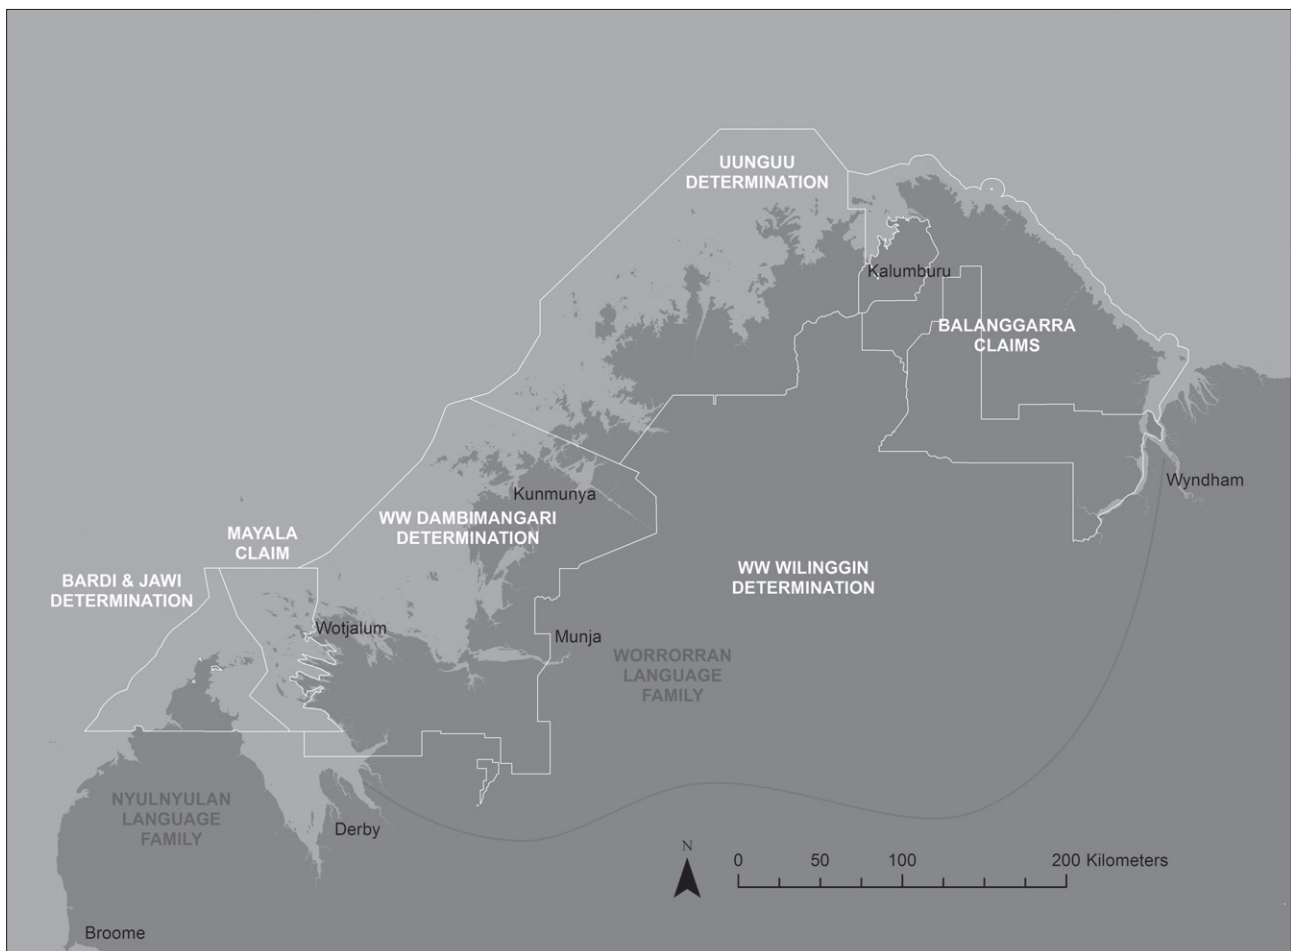 UUNGUU
DETERMINATION
Kalumburu
BALANGGARRA
CLAIMS
Kunmunya
Wyndham
WW DAMBIMANGARI
DETERMINATION
MAYALA
CLAIM
BARDI & JAWI
DETERMINATION
WW WILINGGIN
DETERMINATION
Wotjalum
Munja
WORRORRAN
LANGUAGE
FAMILY
NYULNYULAN
LANGUAGE
FAMILY
Derby
N
0 50 100 200 Kilometers
Broome